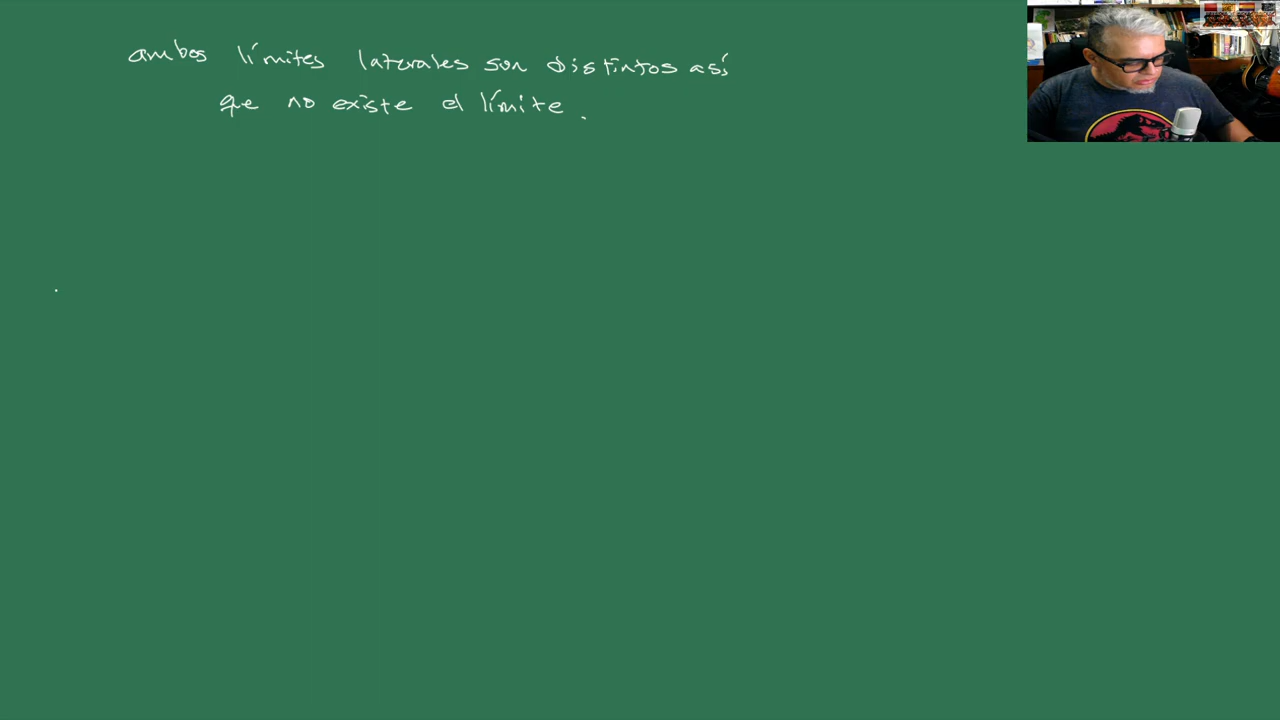 ambos límites laterales son distintos así
que no existe el límite.